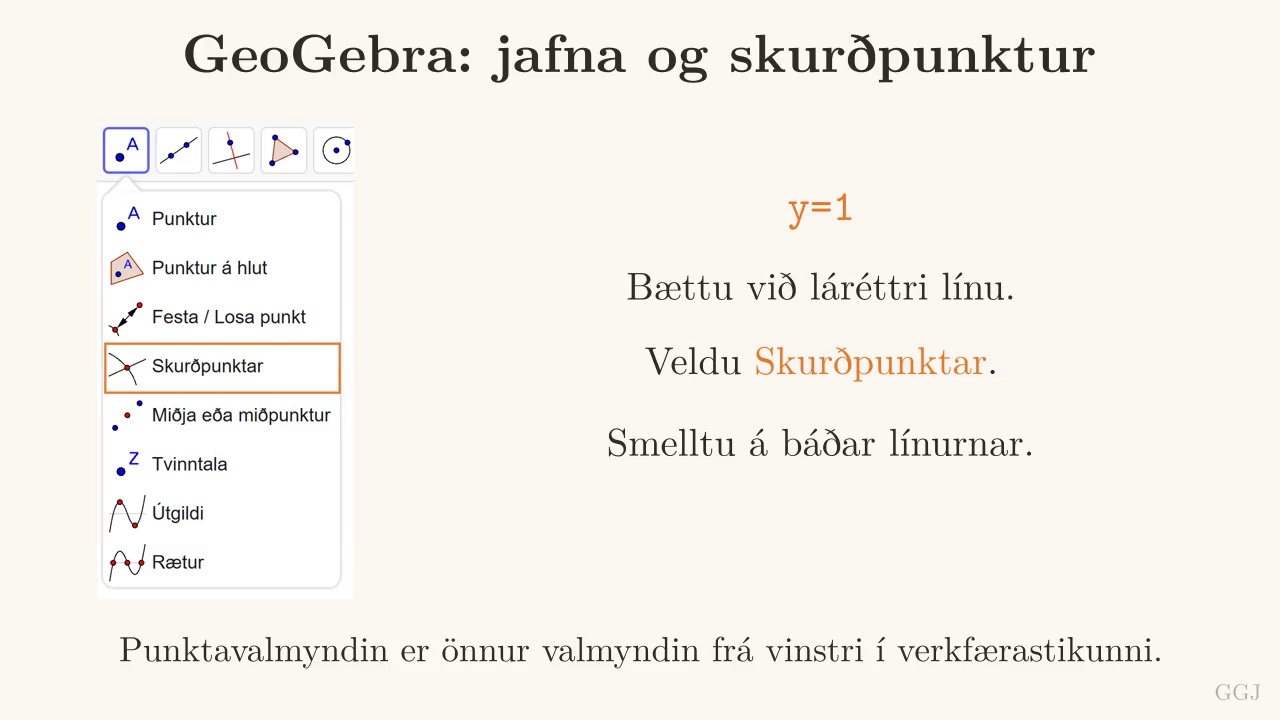 GeoGebra: jafna og skurðpunktur
A
A
Punktur
A
Punktur á hlut
Festa / Losa punkt
Skurðpunktar
Miðja eða miðpunktur
Z
Tvinntala
Útgildi
Rætur
y=1
Bættu við láréttri línu.
Veldu Skurðpunktar.
Smelltu á báðar línurnar.
Punktavalmyndin er önnur valmyndin frá vinstri í verkfærastikunni.
GGJ